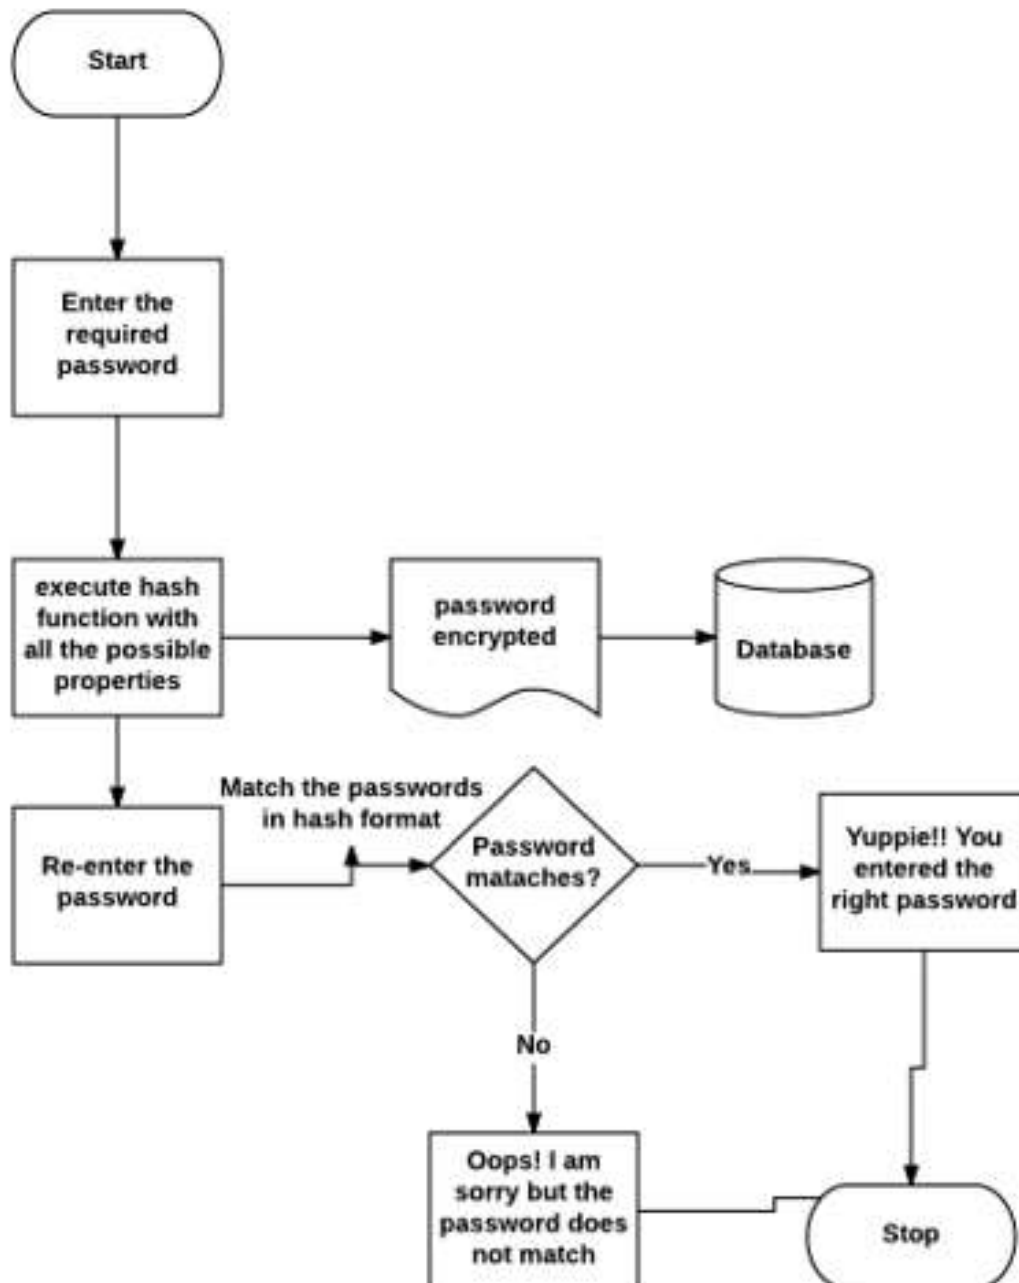 Start
Enter the
required
password
execute hash
function with
all the possible
properties
password
encrypted
Database
Re-enter the
password
Match the passwords
in hash format
Password
mataches?
Yes
Yuppie!! You
entered the
right password
No
Oops! I am
sorry but the
password does
not match
Stop